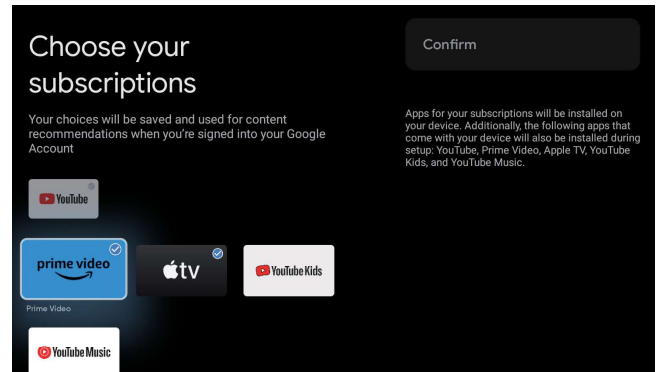 Choose your
subscriptions
Your choices will be saved and used for content
recommendations when you're signed into your Google
Account
YouTube
prime video
tv
YouTube Kids
Prime Video
YouTube Music
Confirm
Apps for your subscriptions will be installed on
your device. Additionally, the following apps that
come with your device will also be installed during
setup: YouTube, Prime Video, Apple TV, YouTube
Kids, and YouTube Music.